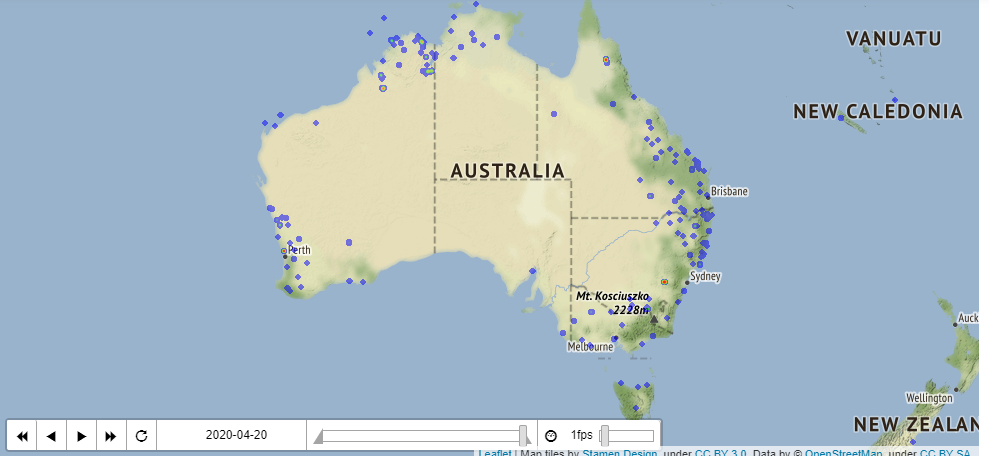 VANUATU
NEW CALEDONIA
AUSTRALIA
Brisbane
Perth
Sydney
Mt. Kosciuszko
2228m
Melbourne
Auck
Wellington
NEW ZEALAN
2020-04-20
1fps
Leaflet | Map tiles by Stamen Design, under CC BY 3.0. Data by © OpenStreetMap, under CC BY SA.